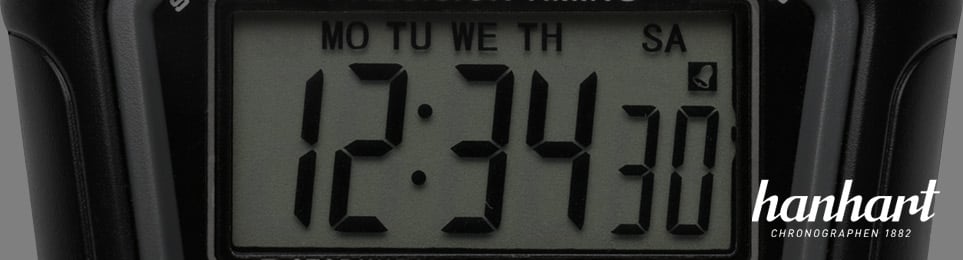 MO TU WE TH SA
12:34 30
hanhart
CHRONOGRAPHEN 1882